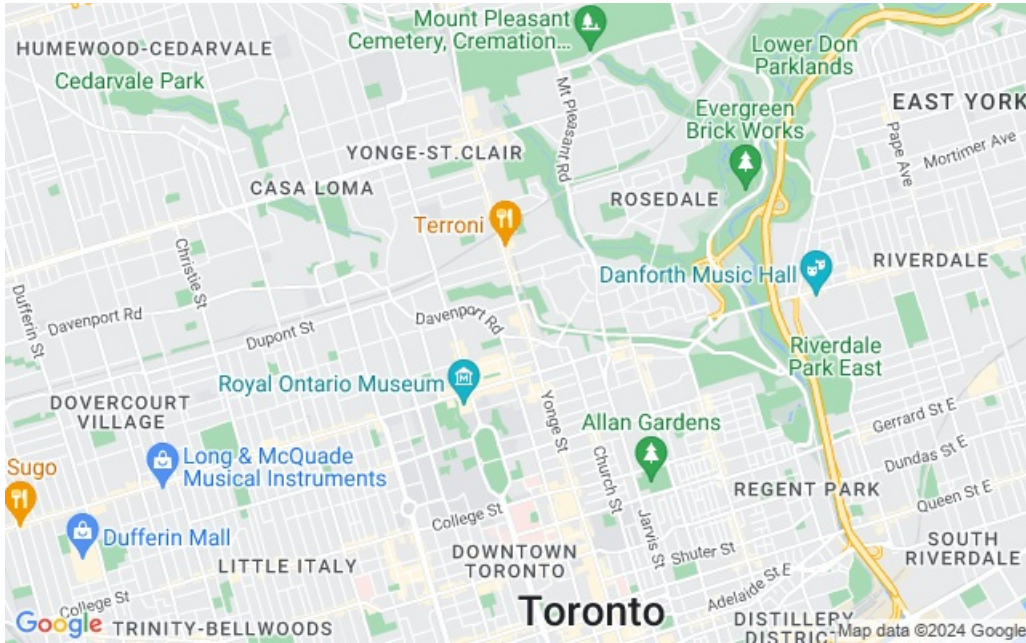 Mount Pleasant
Cemetery, Cremation...
HUMEWOOD-CEDARVALE
Cedarvale Park
Lower Don
Parklands
Mt Pleasant Rd
EAST YORK
Evergreen
Brick Works
Pape Ave
Mortimer Ave
YONGE-ST.CLAIR
CASA LOMA
ROSEDALE
Terroni
Christie St
Danforth Music Hall
RIVERDALE
Dufferin St
Davenport Rd
Dupont St
Davenport Rd
Riverdale
Park East
Royal Ontario Museum
DOVERCOURT
VILLAGE
Yonge St
Allan Gardens
Gerrard St E
Sugo
Long & McQuade
Musical Instruments
Church St
Dundas St E
REGENT PARK
Queen St E
College St
Jarvis St
Dufferin Mall
LITTLE ITALY
DOWNTOWN
TORONTO
Shuter St
SOUTH
RIVERDALE
Adelaide St E
College St
Toronto
DISTILLERY
DISTRIC
Google
TRINITY-BELLWOODS
Map data ©2024 Google